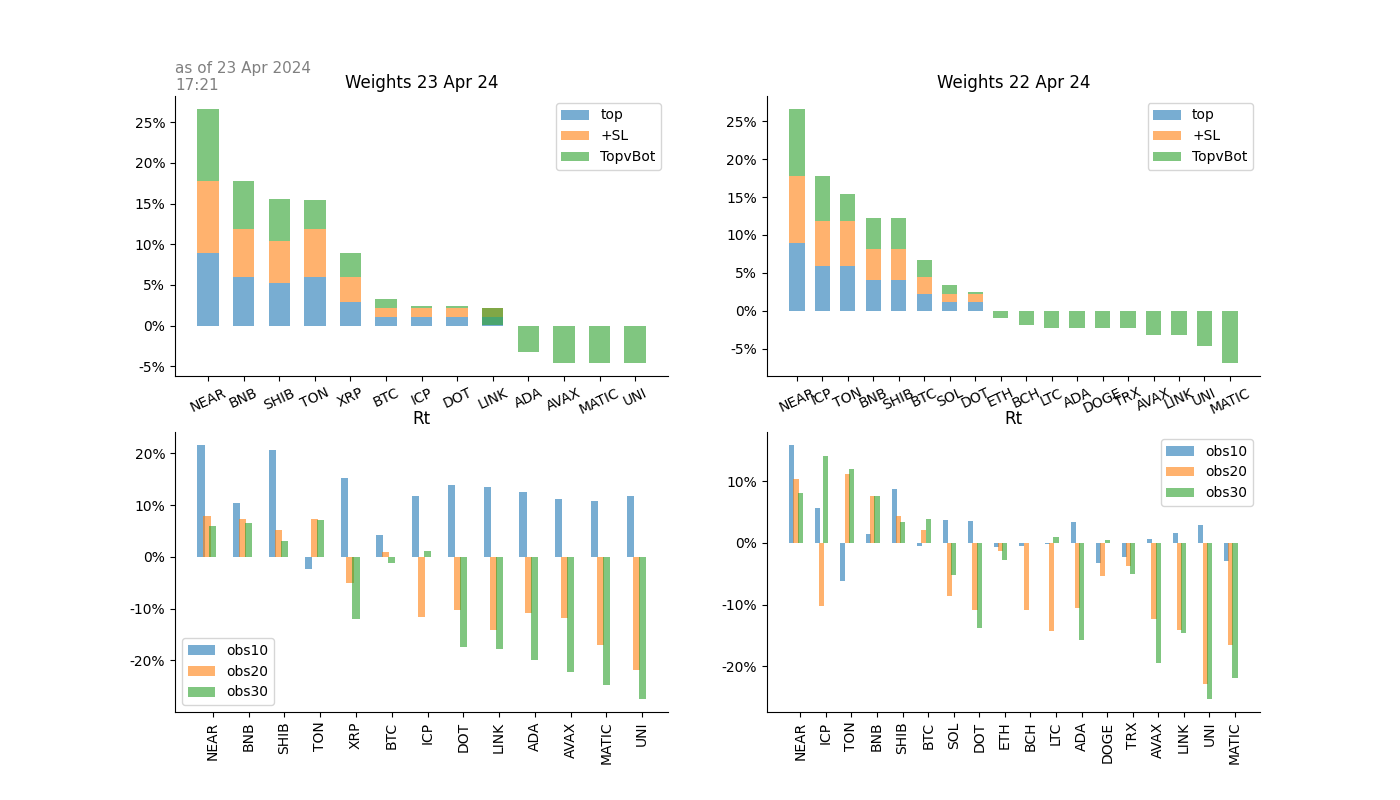 as of 23 Apr 2024
17:21
Weights 23 Apr 24
25%
20%
15%
10%
5%
0%
-5%
top
+SL
TopvBot
NEAR BNB SHIB TON XRP BTC ICP DOT LINK ADA AVAX MATIC UNI
Weights 22 Apr 24
25%
20%
15%
10%
5%
0%
-5%
top
+SL
TopvBot
NEAR ICP TON BNB SHIB BTC SOL DOT ETH BCH LTC ADA DOGE TRX AVAX LINK UNI MATIC
Rt
20%
10%
0%
-10%
-20%
obs10
obs20
obs30
NEAR BNB SHIB TON XRP BTC ICP DOT LINK ADA AVAX MATIC UNI
Rt
10%
0%
-10%
-20%
obs10
obs20
obs30
NEAR ICP TON BNB SHIB BTC SOL DOT ETH BCH LTC ADA DOGE TRX AVAX LINK UNI MATIC